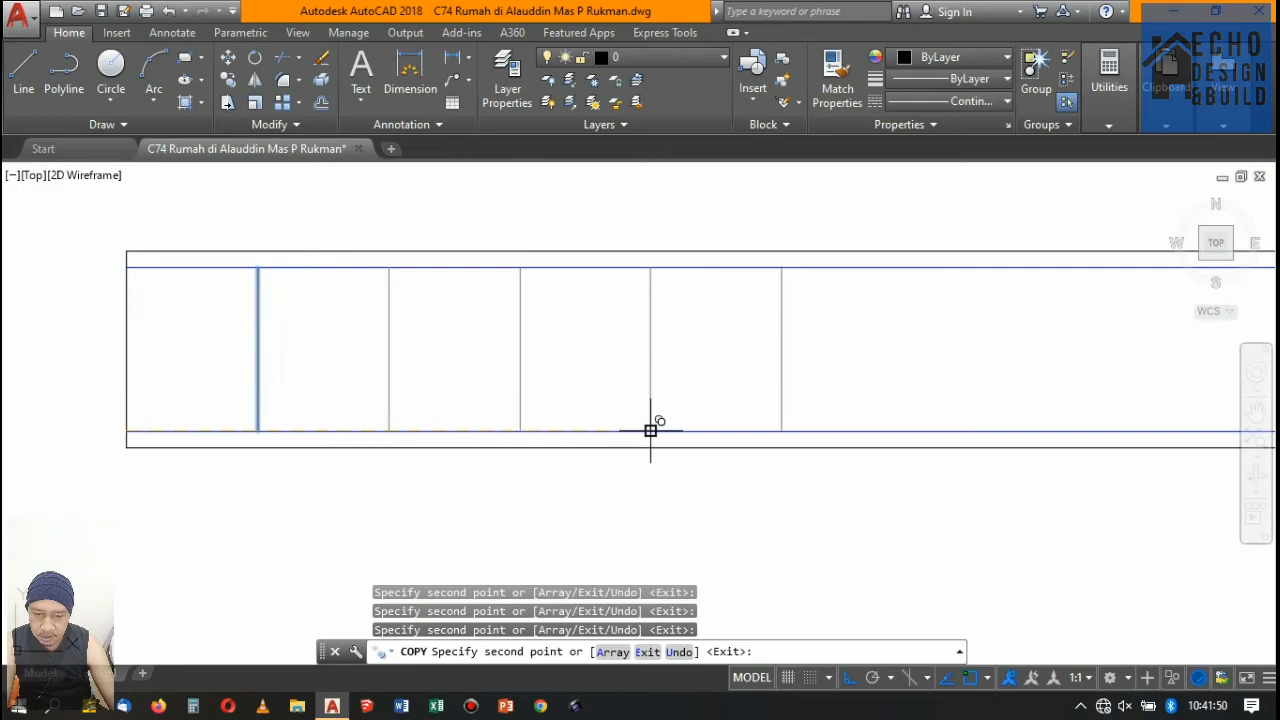 Autodesk AutoCAD 2018 C74 Rumah di Alauddin Mas P Rukman.dwg
Type a keyword or phrase
Sign In
ECHO
DESIGN
&BUILD
Home Insert Annotate Parametric View Manage Output Add-ins A360 Featured Apps Express Tools
Line Polyline Circle Arc
Text Dimension
Layer
Properties
0
Insert
Match
Properties
ByLayer
ByLayer
Contin...
Group
Utilities
Clipboard
View
Draw Modify Annotation Layers Block Properties Groups
Start C74 Rumah di Alauddin Mas P Rukman*
[−][Top][2D Wireframe]
N
W TOP E
S
WCS
Specify second point or [Array/Exit/Undo] <Exit>:
Specify second point or [Array/Exit/Undo] <Exit>:
Specify second point or [Array/Exit/Undo] <Exit>:
COPY Specify second point or [Array Exit Undo] <Exit>:
Model
MODEL 1:1
10:41:50